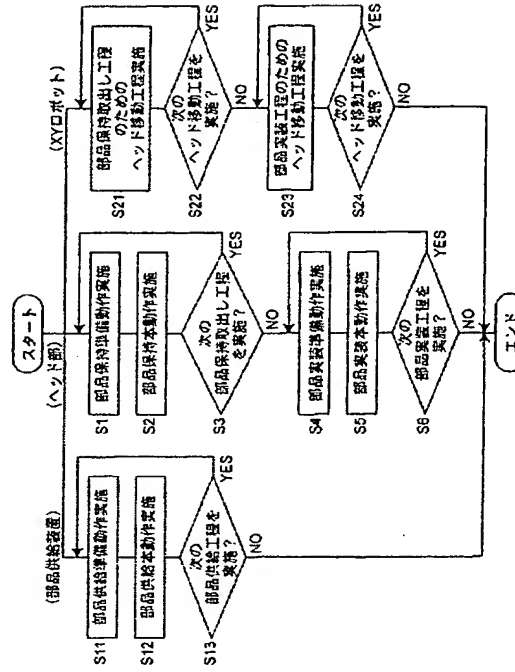 スタート
(部品供給装置)
(ヘッド部)
(XYロボット)
S11
部品供給準備動作実施
S12
部品供給本動作実施
S13
次の
部品供給工程を
実施?
YES
NO
S1
部品保持準備動作実施
S2
部品保持本動作実施
S3
次の
部品保持取出し工程
を実施?
YES
NO
S4
部品実装準備動作実施
S5
部品実装本動作実施
S6
次の
部品実装工程を
実施?
YES
NO
S21
部品保持取出し工程
のための
ヘッド移動工程実施
S22
次の
ヘッド移動工程を
実施?
YES
NO
S23
部品実装工程のための
ヘッド移動工程実施
S24
次の
ヘッド移動工程を
実施?
YES
NO
エンド